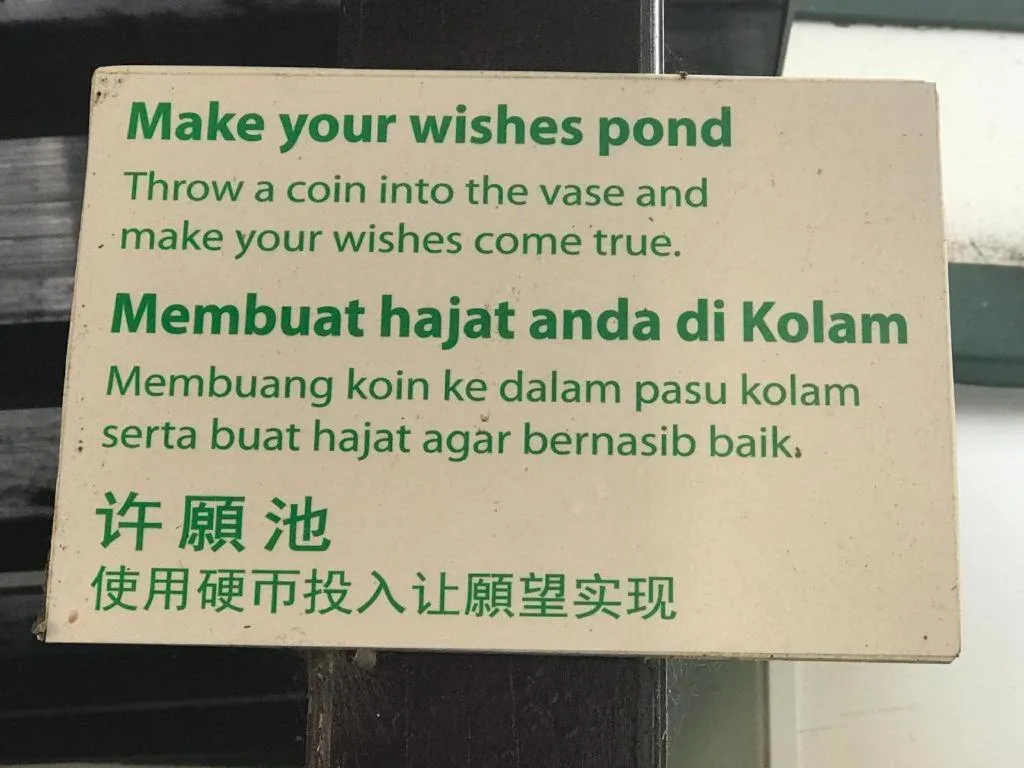 Make your wishes pond
Throw a coin into the vase and
make your wishes come true.
Membuat hajat anda di Kolam
Membuang koin ke dalam pasu kolam
serta buat hajat agar bernasib baik.
许願池
使用硬币投入让願望实现